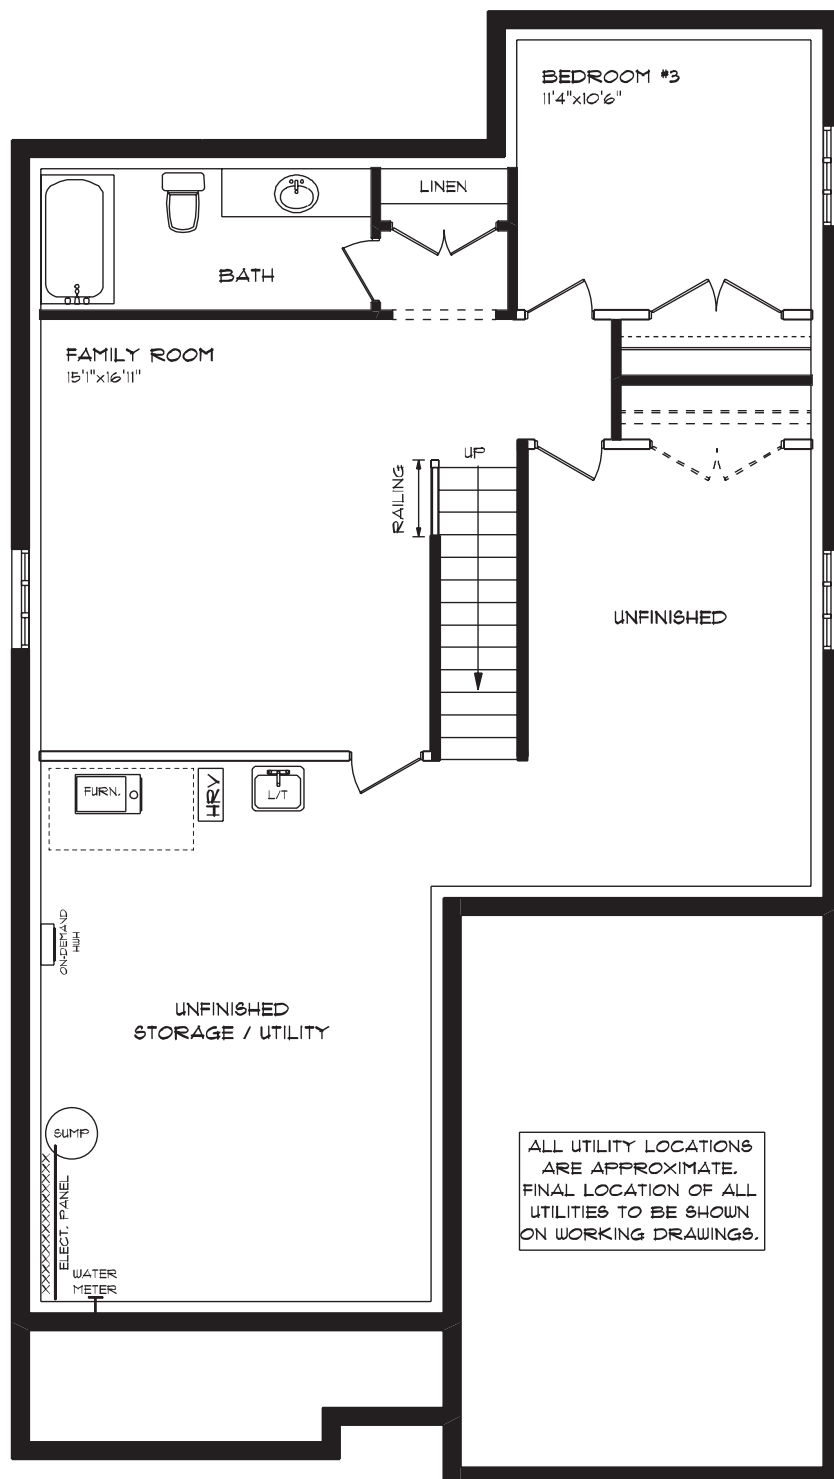 BEDROOM #3
11'4"x10'6"
LINEN
BATH
FAMILY ROOM
15'1"x16'11"
UP
RAILING
UNFINISHED
FURN.
HRV
L/T
ON-DEMAND
HWH
UNFINISHED
STORAGE / UTILITY
SUMP
ELECT. PANEL
WATER
METER
ALL UTILITY LOCATIONS
ARE APPROXIMATE.
FINAL LOCATION OF ALL
UTILITIES TO BE SHOWN
ON WORKING DRAWINGS.